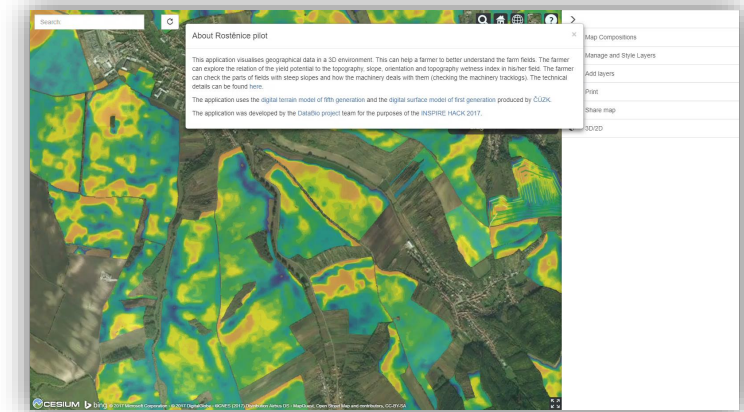 Search
About Rostěnice pilot
×
This application visualises geographical data in a 3D environment. This can help a farmer to better understand the farm fields. The farmer
can explore the relation of the yield potential to the topography, slope, orientation and topography wetness index in his/her field. The farmer
can check the parts of fields with steep slopes and how the machinery deals with them (checking the machinery tracklogs). The technical
details can be found here.
The application uses the digital terrain model of fifth generation and the digital surface model of first generation produced by ČÚZK.
The application was developed by the DataBio project team for the purposes of the INSPIRE HACK 2017.
Map Compositions
Manage and Style Layers
Add layers
Print
Share map
3D/2D
CESIUM bing © 2017 Microsoft Corporation